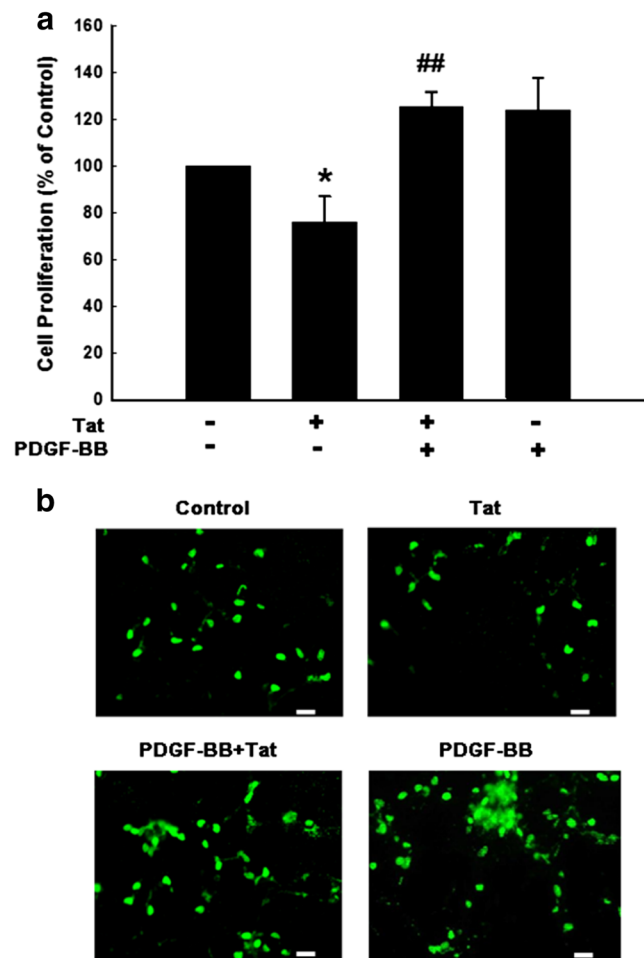 a
Cell Proliferation (% of Control)
160
140
120
100
80
60
40
20
0
*
##
Tat - + + -
PDGF-BB - - + +
b
Control
Tat
PDGF-BB+Tat
PDGF-BB